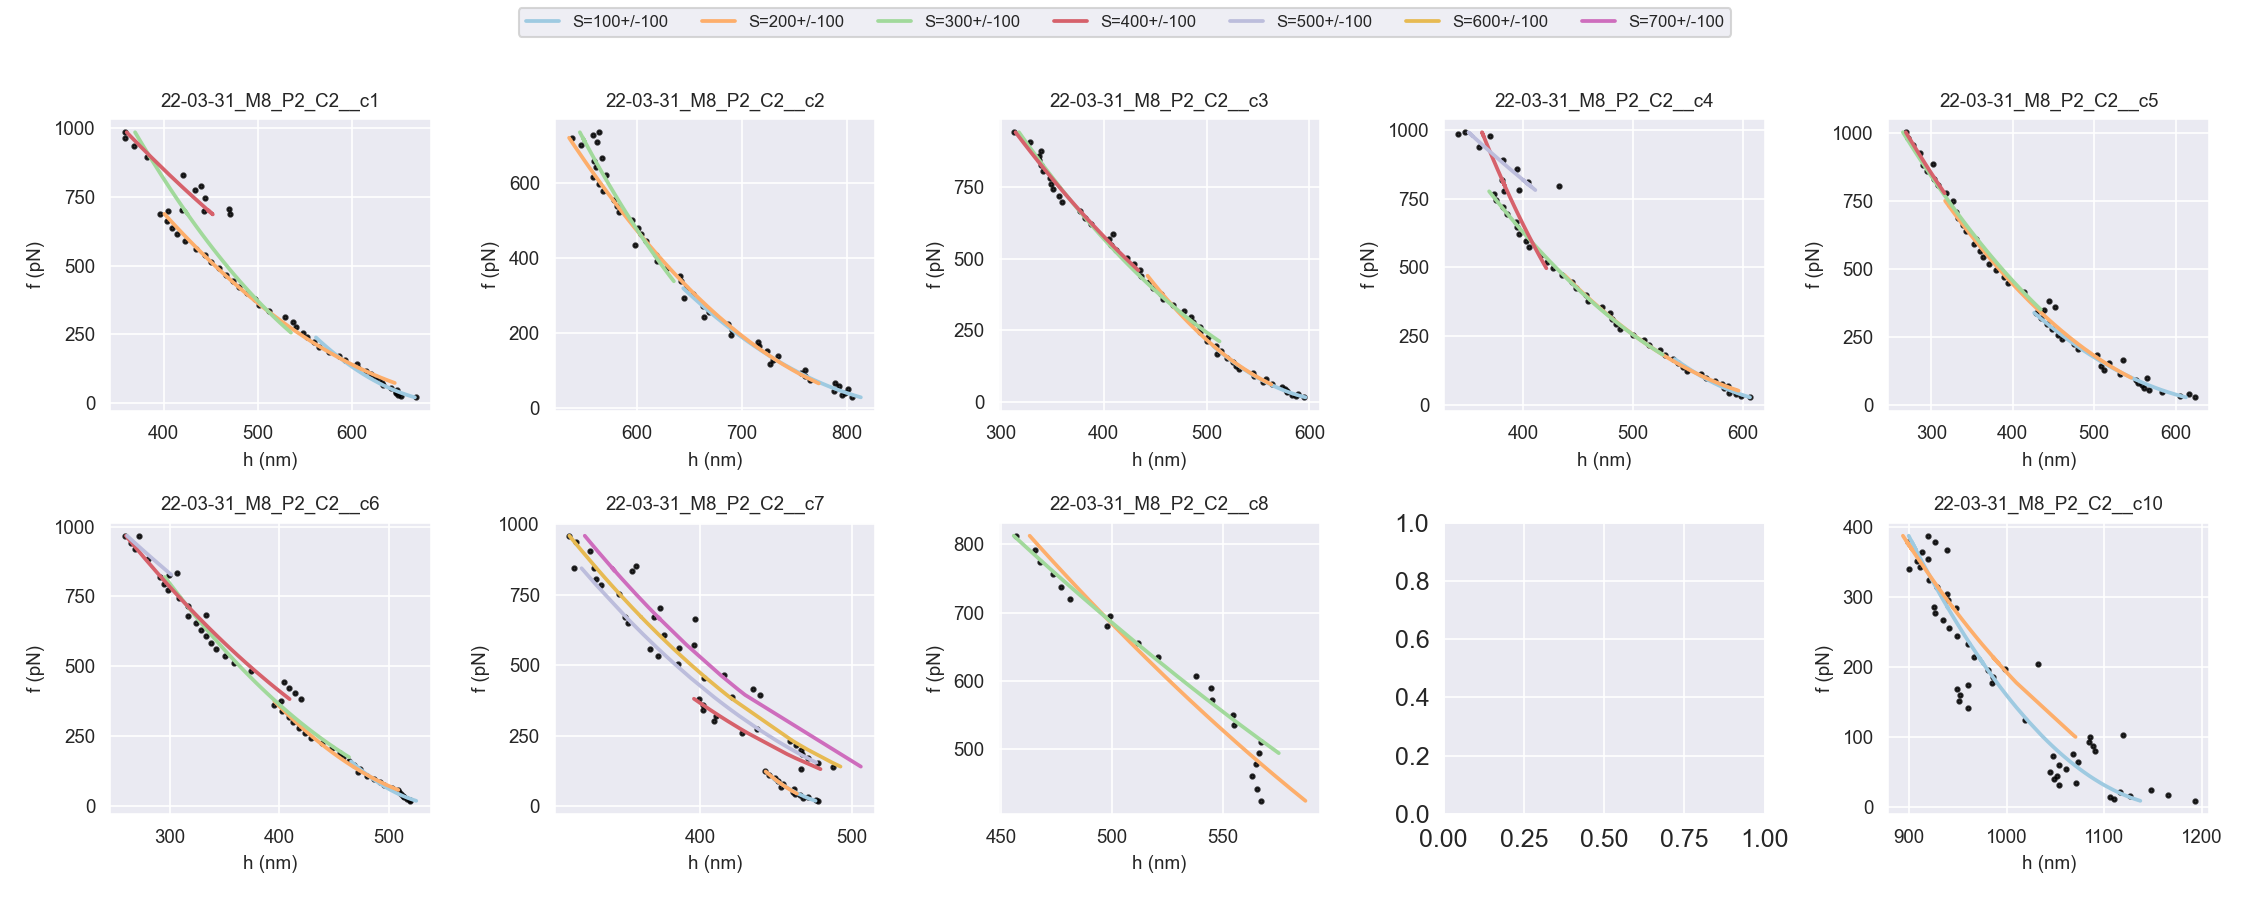 S=100+/-100 S=200+/-100 S=300+/-100 S=400+/-100 S=500+/-100 S=600+/-100 S=700+/-100
22-03-31_M8_P2_C2__c1
f (pN)
1000
750
500
250
0
400 500 600
h (nm)
22-03-31_M8_P2_C2__c2
f (pN)
600
400
200
0
600 700 800
h (nm)
22-03-31_M8_P2_C2__c3
f (pN)
750
500
250
0
300 400 500 600
h (nm)
22-03-31_M8_P2_C2__c4
f (pN)
1000
750
500
250
0
400 500 600
h (nm)
22-03-31_M8_P2_C2__c5
f (pN)
1000
750
500
250
0
300 400 500 600
h (nm)
22-03-31_M8_P2_C2__c6
f (pN)
1000
750
500
250
0
300 400 500
h (nm)
22-03-31_M8_P2_C2__c7
f (pN)
1000
750
500
250
0
400 500
h (nm)
22-03-31_M8_P2_C2__c8
f (pN)
800
700
600
500
450 500 550
h (nm)
1.0
0.8
0.6
0.4
0.2
0.0
0.00 0.25 0.50 0.75 1.00
22-03-31_M8_P2_C2__c10
f (pN)
400
300
200
100
0
900 1000 1100 1200
h (nm)